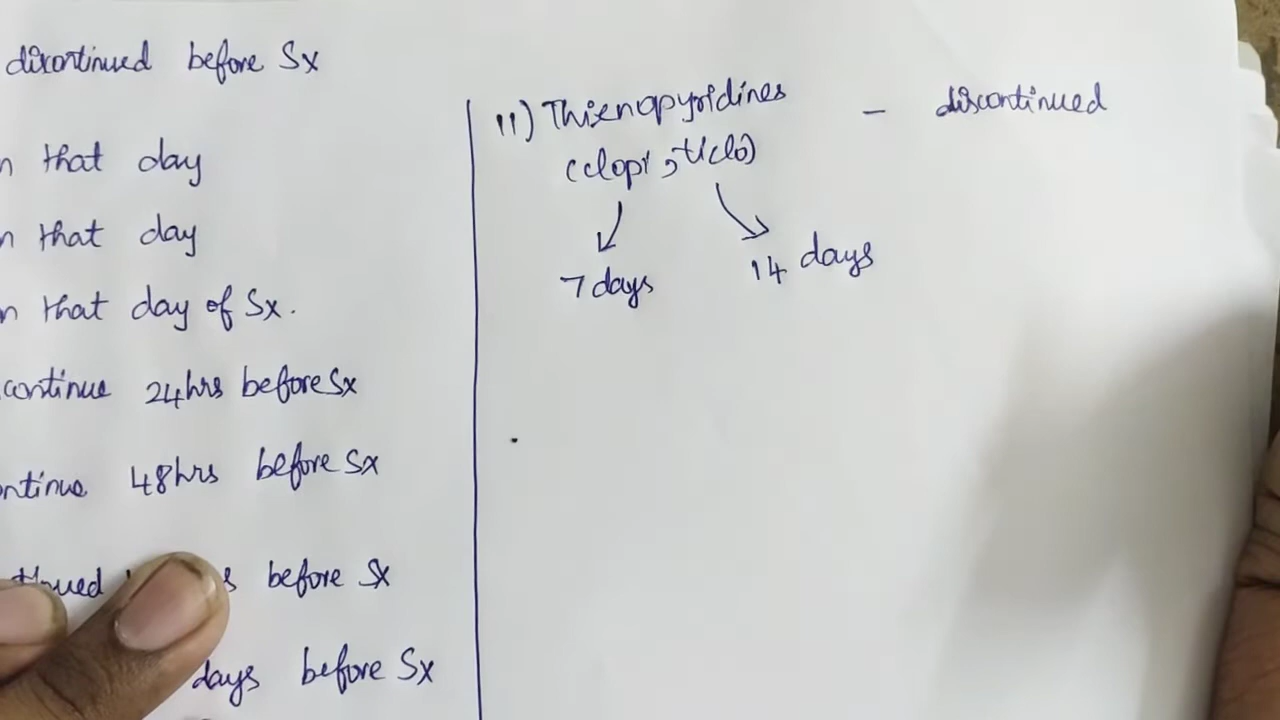 discontinued before Sx
n that day
n that day
n that day of Sx.
continue 24hrs before Sx
ontinue 48hrs before Sx
before Sx
days before Sx
11) Thienopyridines - discontinued
(clopi, ticlo)
7 days 14 days